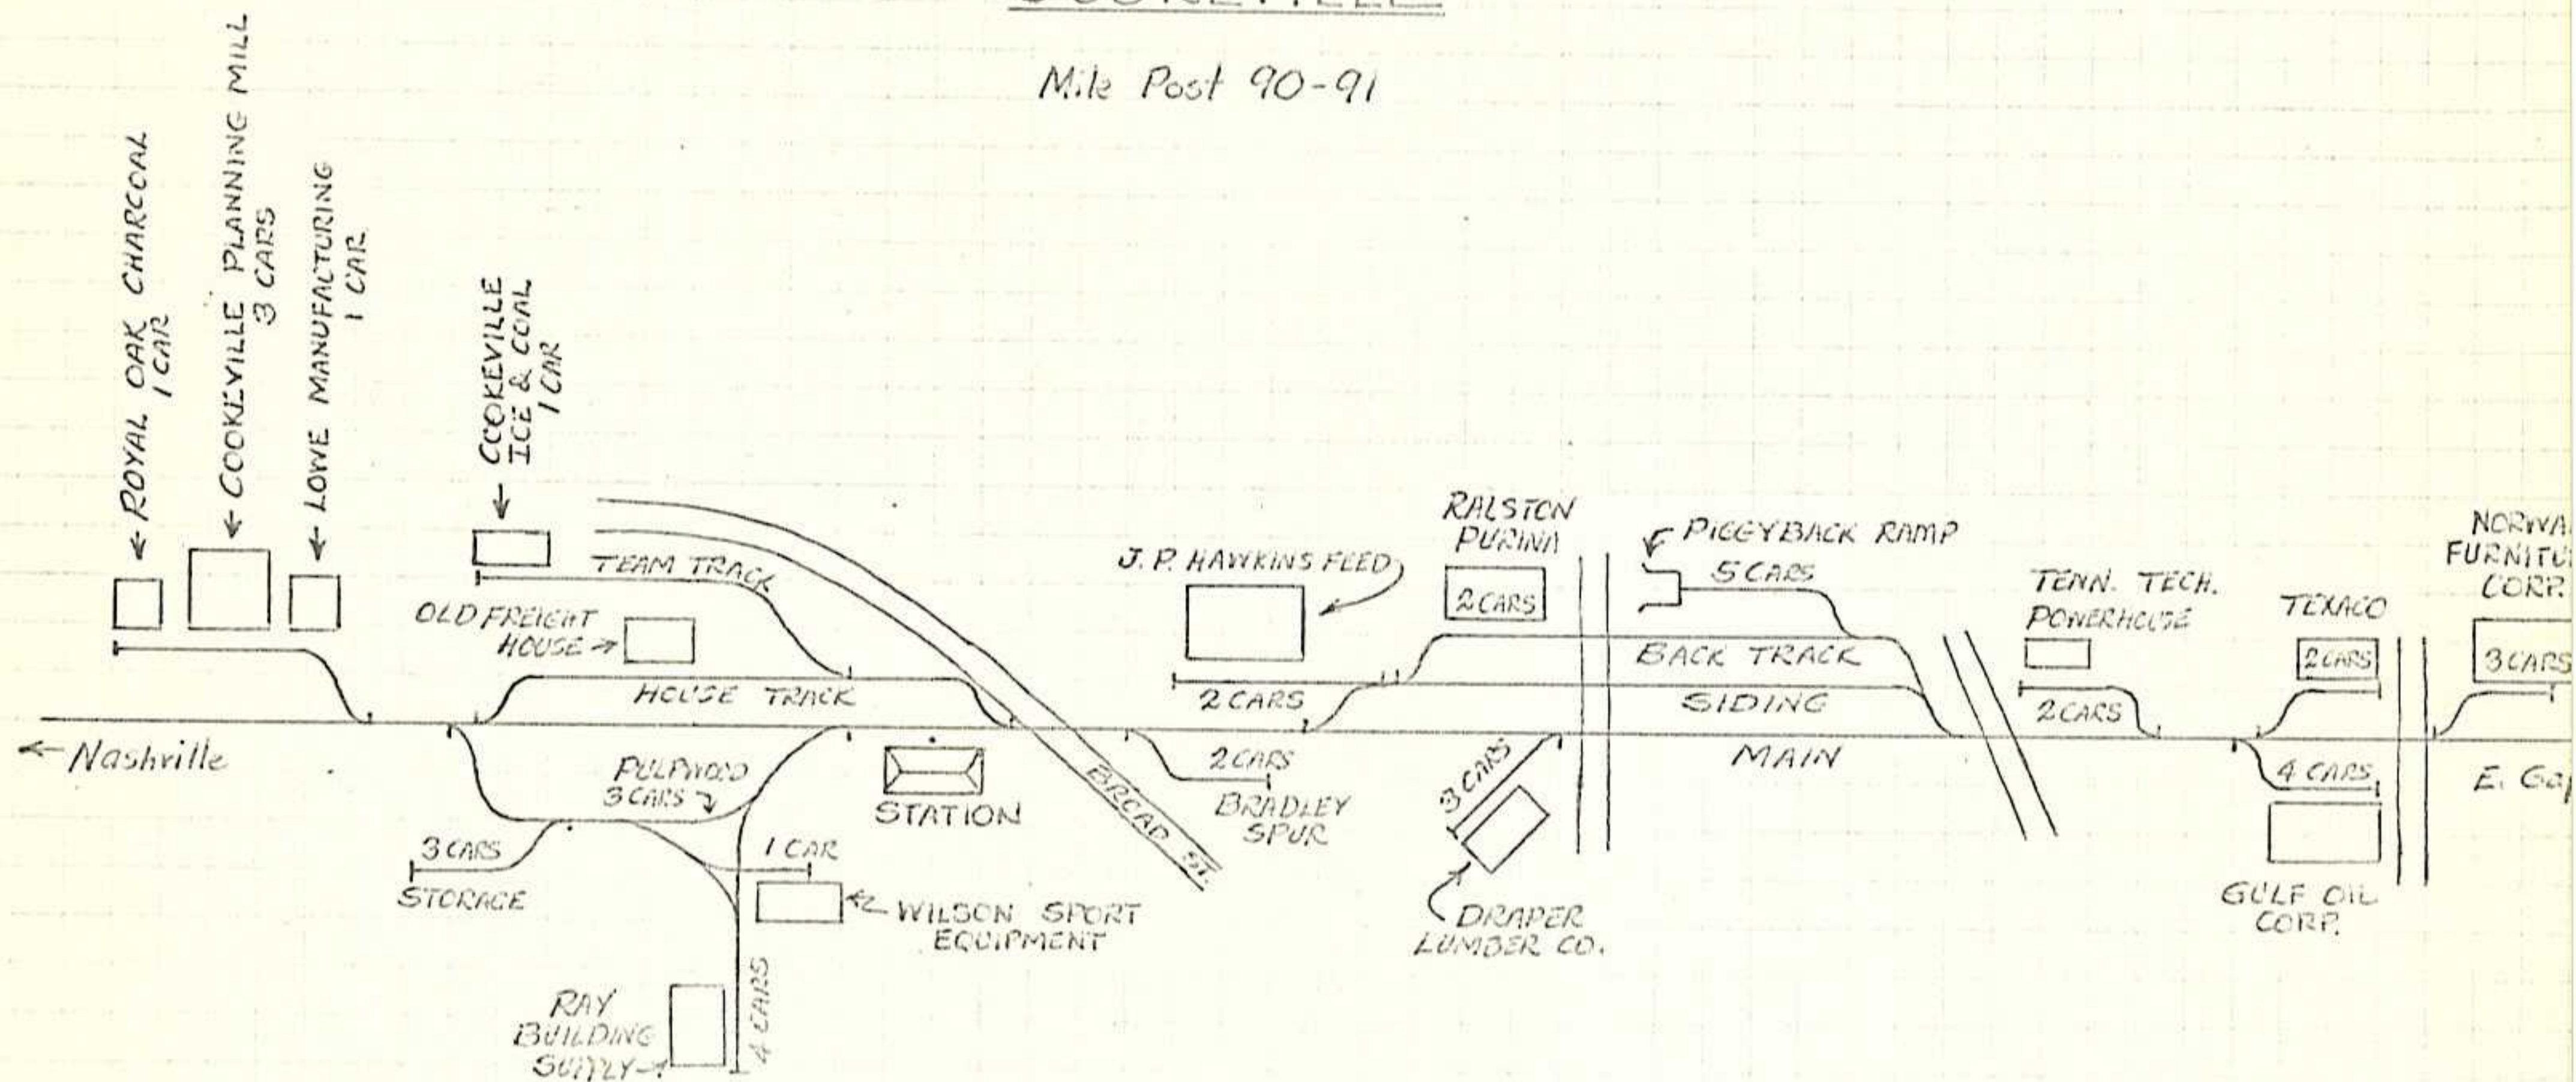 Mile Post 90-91
← ROYAL OAK CHARCOAL
1 CAR
← COOKEVILLE PLANNING MILL
3 CARS
← LOWE MANUFACTURING
1 CAR
← COOKEVILLE
ICE & COAL
1 CAR
TEAM TRACK
OLD FREIGHT
HOUSE →
HOUSE TRACK
← Nashville
PULPWOOD
3 CARS
STATION
BROAD ST.
3 CARS
STORAGE
1 CAR
← WILSON SPORT
EQUIPMENT
RAY
BUILDING
SUPPLY →
4 CARS
J. P. HAWKINS FEED
2 CARS
2 CARS
BRADLEY
SPUR
RALSTON
PURINA
2 CARS
PIGGYBACK RAMP
5 CARS
BACK TRACK
SIDING
MAIN
3 CARS
DRAPER
LUMBER CO.
TENN. TECH.
POWERHOUSE
2 CARS
TEXACO
2 CARS
4 CARS
GULF OIL
CORP.
NORWA
FURNITU
CORP.
3 CARS
E. Ga